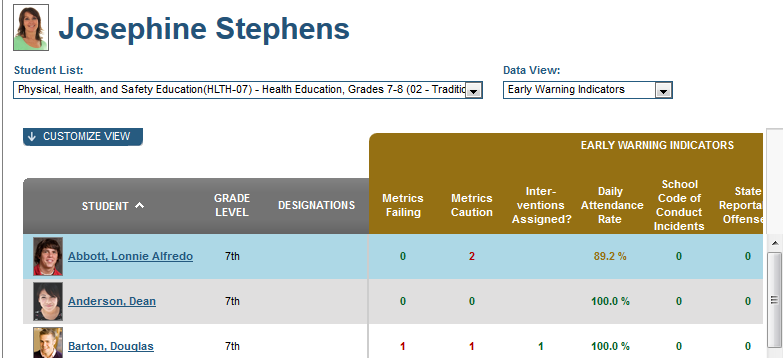 Josephine Stephens
Student List:
Data View:
Physical, Health, and Safety Education(HLTH-07) - Health Education, Grades 7-8 (02 - Traditic
Early Warning Indicators
CUSTOMIZE VIEW
EARLY WARNING INDICATORS
STUDENT
GRADE LEVEL
DESIGNATIONS
Metrics Failing
Metrics Caution
Inter-ventions Assigned?
Daily Attendance Rate
School Code of Conduct Incidents
State Reportal Offense
Abbott, Lonnie Alfredo 7th 0 2 89.2 % 0 0
Anderson, Dean 7th 0 0 100.0 % 0 0
Barton, Douglas 7th 1 1 1 100.0 % 0 0